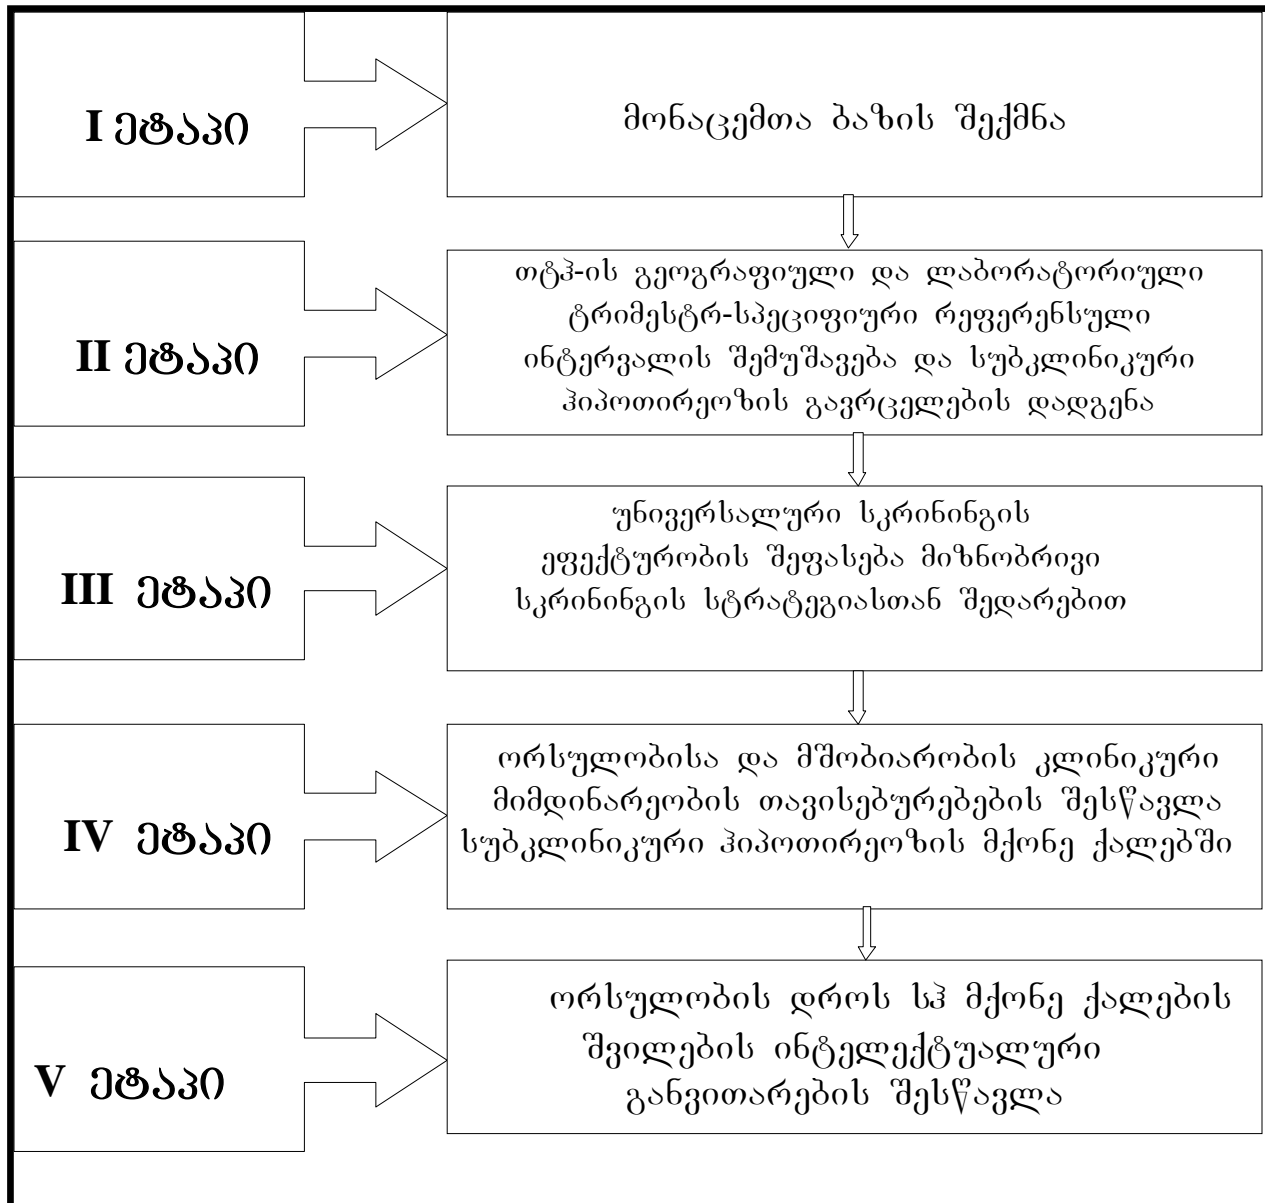 I ეტაპი
მონაცემთა ბაზის შექმნა
II ეტაპი
თტჰ-ის გეოგრაფიული და ლაბორატორიული
ტრიმესტრ-სპეციფიური რეფერენსული
ინტერვალის შემუშავება და სუბკლინიკური
ჰიპოთირეოზის გავრცელების დადგენა
III ეტაპი
უნივერსალური სკრინინგის
ეფექტურობის შეფასება მიზნობრივი
სკრინინგის სტრატეგიასთან შედარებით
IV ეტაპი
ორსულობისა და მშობიარობის კლინიკური
მიმდინარეობის თავისებურებების შესწავლა
სუბკლინიკური ჰიპოთირეოზის მქონე ქალებში
V ეტაპი
ორსულობის დროს სჰ მქონე ქალების
შვილების ინტელექტუალური
განვითარების შესწავლა